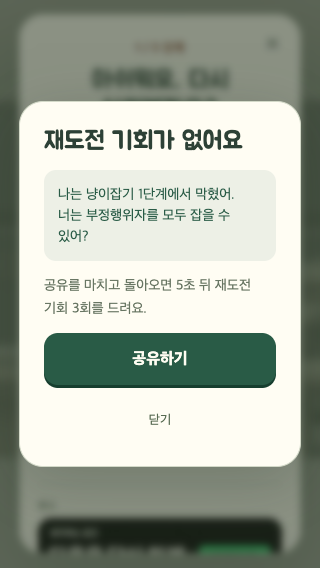 재도전 기회가 없어요
나는 냥이잡기 1단계에서 막혔어.
너는 부정행위자를 모두 잡을 수
있어?
공유를 마치고 돌아오면 5초 뒤 재도전
기회 3회를 드려요.
공유하기
닫기